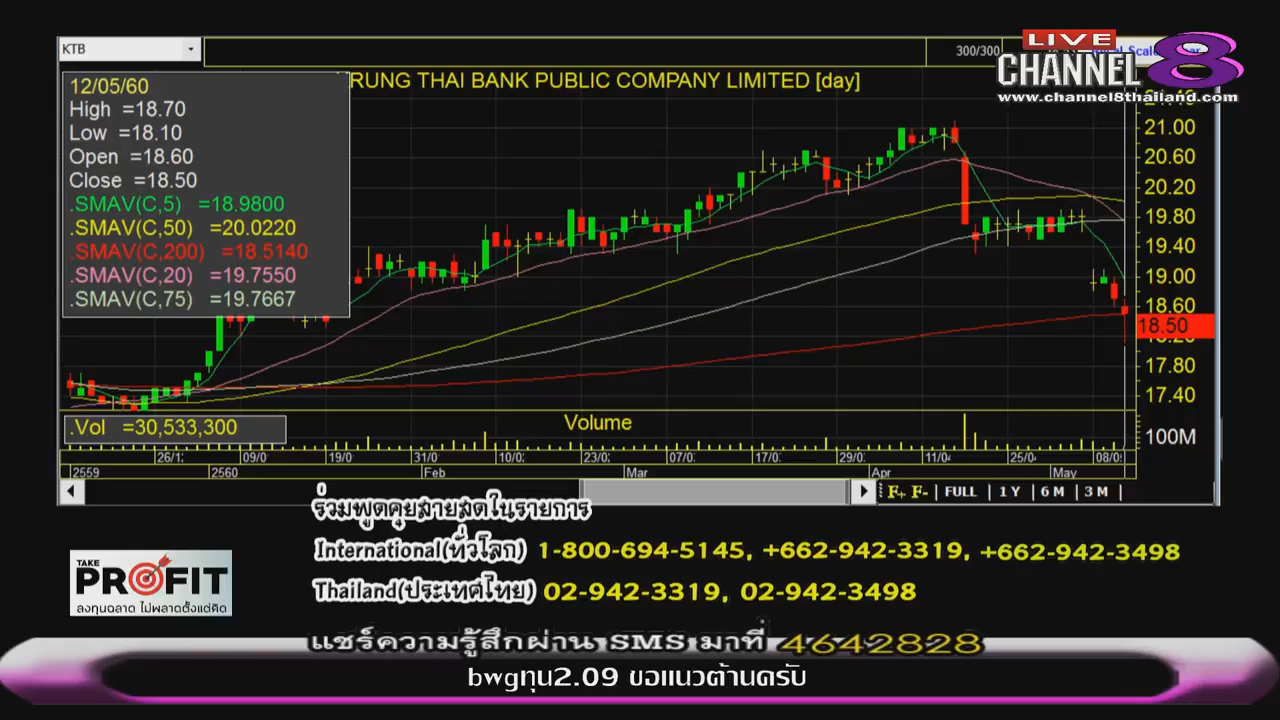 KTB
300/300
LIVE
CHANNEL 8
www.channel8thailand.com
KRUNG THAI BANK PUBLIC COMPANY LIMITED [day]
12/05/60
High =18.70
Low =18.10
Open =18.60
Close =18.50
.SMAV(C,5) =18.9800
.SMAV(C,50) =20.0220
.SMAV(C,200) =18.5140
.SMAV(C,20) =19.7550
.SMAV(C,75) =19.7667
21.00
20.60
20.20
19.80
19.40
19.00
18.60
18.50
18.20
17.80
17.40
.Vol =30,533,300
Volume
100M
26/1: 09/0 19/0 31/0 10/0: 23/0: 07/0: 17/0: 29/0: 11/0 25/0 08/0
2559 2560 Feb Mar Apr May
F+ F- FULL 1 Y 6 M 3 M
0
ร่วมพูดคุยสายสดในรายการ
International(ทั่วโลก) 1-800-694-5145, +662-942-3319, +662-942-3498
Thailand(ประเทศไทย) 02-942-3319, 02-942-3498
TAKE
PROFIT
ลงทุนฉลาด ไม่พลาดตั้งแต่คิด
แชร์ความรู้สึกผ่าน SMS มาที่ 4642828
bwgทุน2.09 ขอแนวต้านครับ